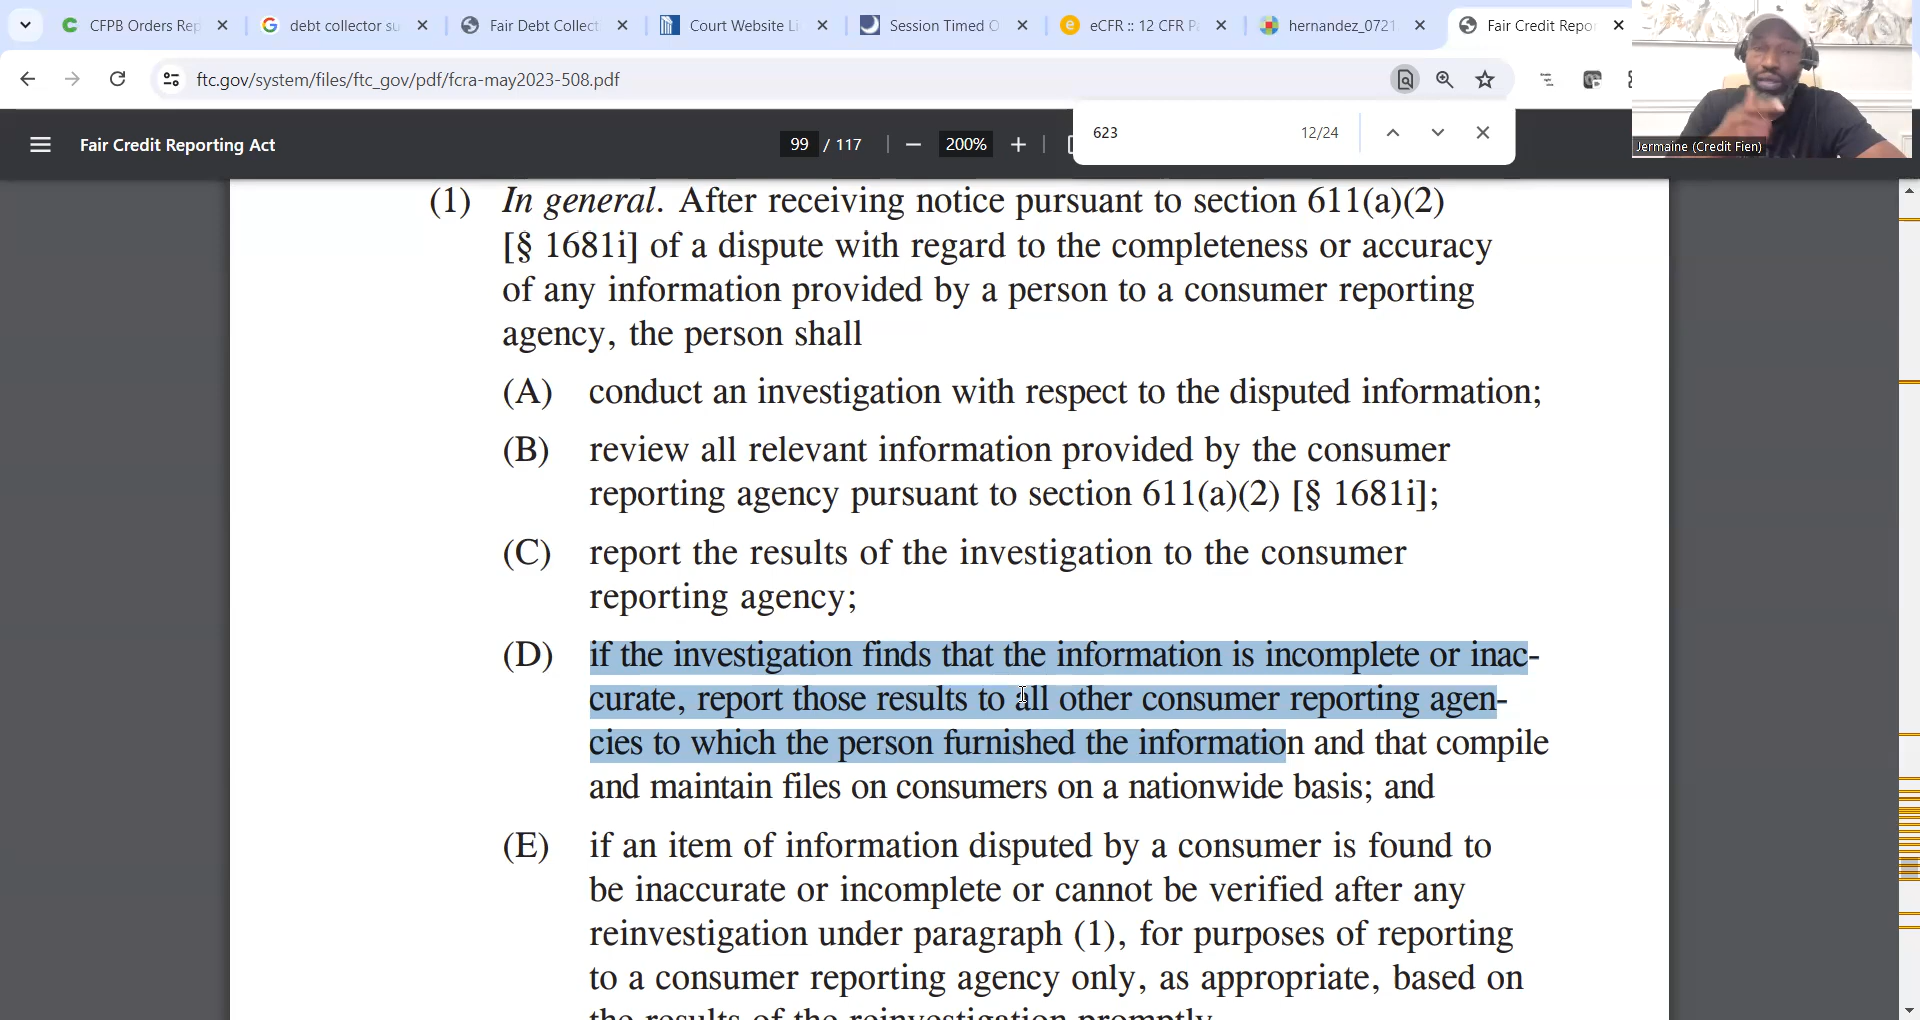 CFPB Orders Rep
debt collector su
Fair Debt Collect
Court Website Li
Session Timed O
eCFR :: 12 CFR Pa
hernandez_0721
Fair Credit Repor
ftc.gov/system/files/ftc_gov/pdf/fcra-may2023-508.pdf
623
12/24
Fair Credit Reporting Act
99 / 117
200%
Jermaine (Credit Fien)
(1) In general. After receiving notice pursuant to section 611(a)(2)
[§ 1681i] of a dispute with regard to the completeness or accuracy
of any information provided by a person to a consumer reporting
agency, the person shall
(A) conduct an investigation with respect to the disputed information;
(B) review all relevant information provided by the consumer
reporting agency pursuant to section 611(a)(2) [§ 1681i];
(C) report the results of the investigation to the consumer
reporting agency;
(D) if the investigation finds that the information is incomplete or inac-
curate, report those results to all other consumer reporting agen-
cies to which the person furnished the information and that compile
and maintain files on consumers on a nationwide basis; and
(E) if an item of information disputed by a consumer is found to
be inaccurate or incomplete or cannot be verified after any
reinvestigation under paragraph (1), for purposes of reporting
to a consumer reporting agency only, as appropriate, based on
the results of the reinvestigation promptly